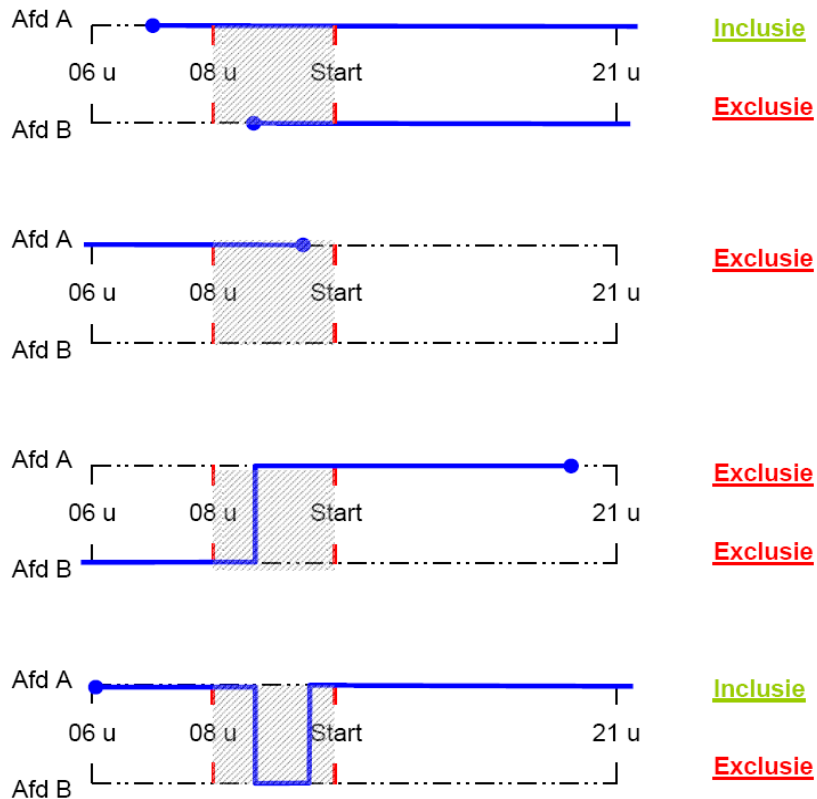 Afd A Inclusie
06 u 08 u Start 21 u
Exclusie
Afd B
Afd A
Exclusie
06 u 08 u Start 21 u
Afd B
Afd A
Exclusie
06 u 08 u Start 21 u
Exclusie
Afd B
Afd A
Inclusie
06 u 08 u Start 21 u
Exclusie
Afd B